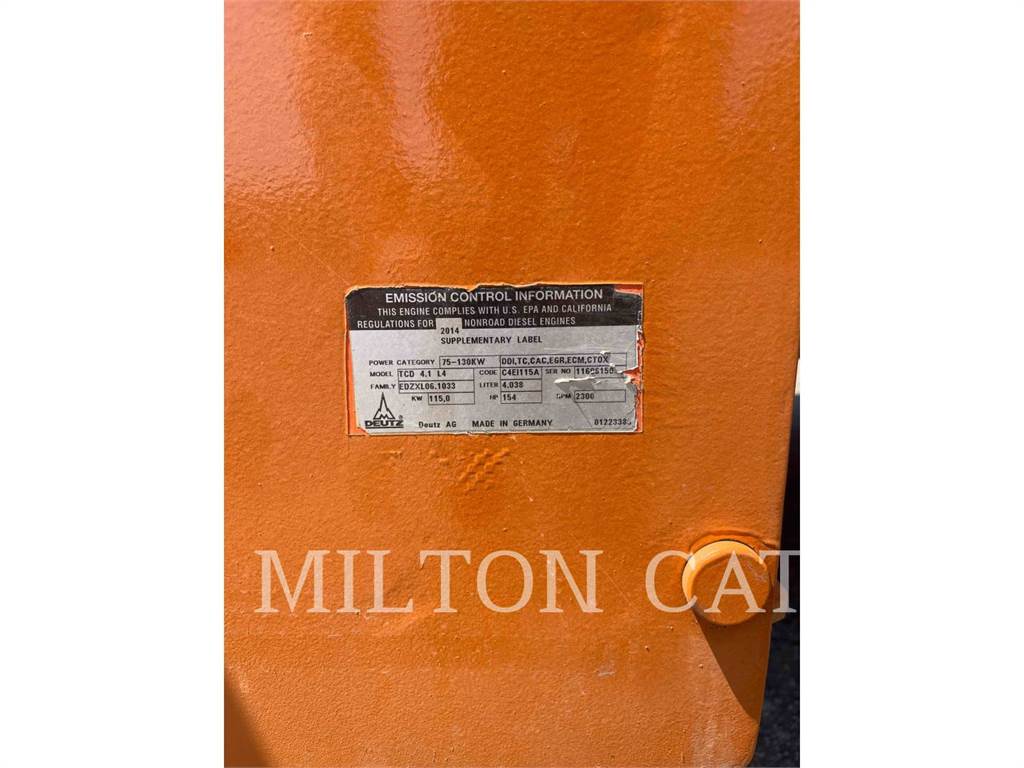 EMISSION CONTROL INFORMATION
THIS ENGINE COMPLIES WITH U.S. EPA AND CALIFORNIA
REGULATIONS FOR 2014 NONROAD DIESEL ENGINES
SUPPLEMENTARY LABEL
POWER CATEGORY 75-130KW DDI,TC,CAC,EGR,ECM,CTOX
MODEL TCD 4.1 L4 CODE C4EI115A SER NO
FAMILY EDZXL06.1033 LITER 4.038
KW 115,0 HP 154 RPM 2300
DEUTZ ® Deutz AG MADE IN GERMANY
MILTON CAT